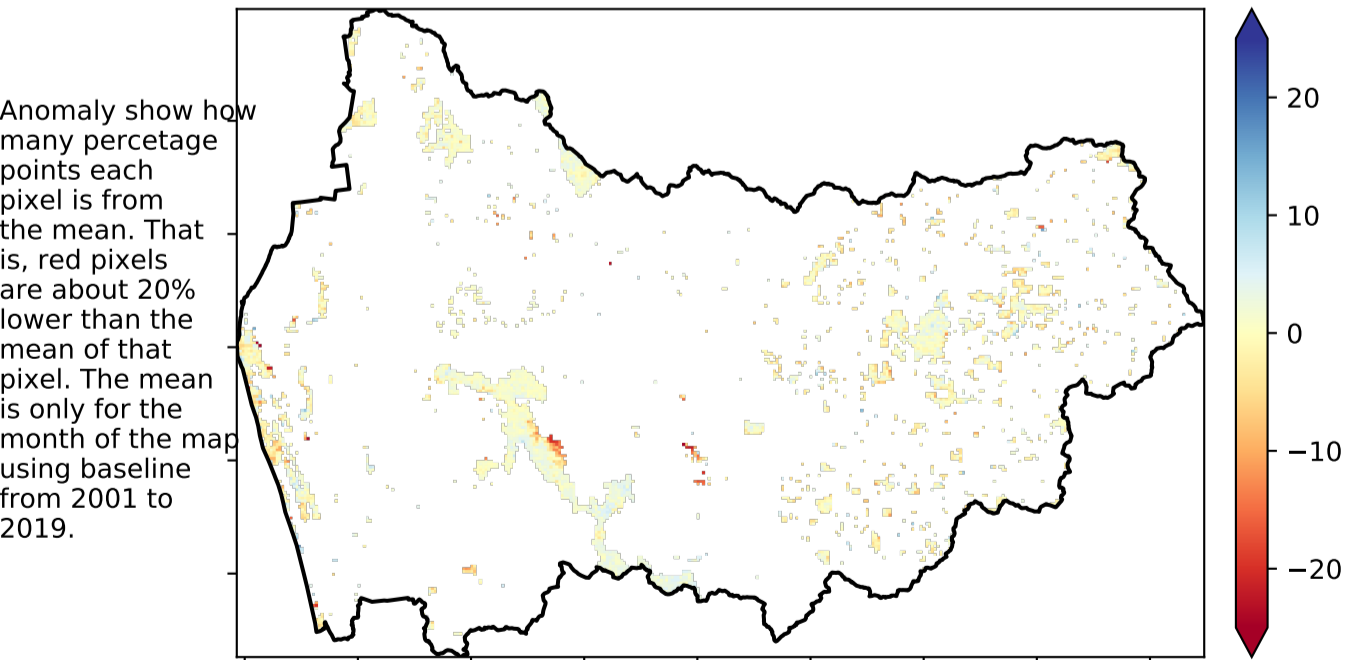 Anomaly show how
many percetage
points each
pixel is from
the mean. That
is, red pixels
are about 20%
lower than the
mean of that
pixel. The mean
is only for the
month of the map
using baseline
from 2001 to
2019.
20
10
0
−10
−20